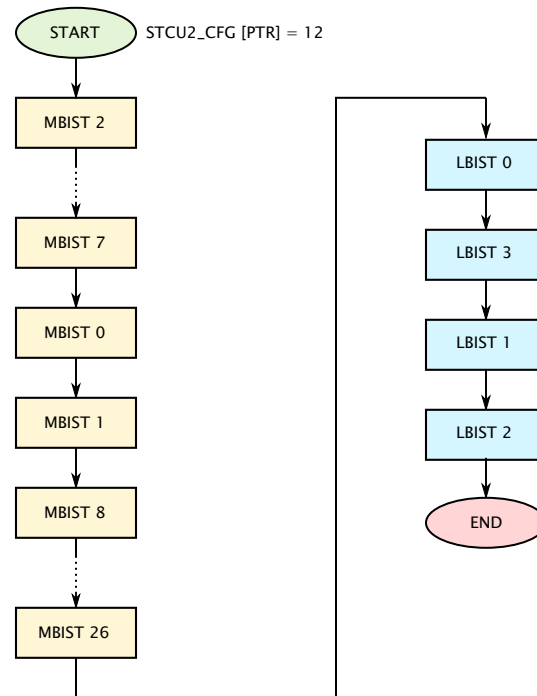 START
STCU2_CFG [PTR] = 12
MBIST 2
MBIST 7
MBIST 0
MBIST 1
MBIST 8
MBIST 26
LBIST 0
LBIST 3
LBIST 1
LBIST 2
END